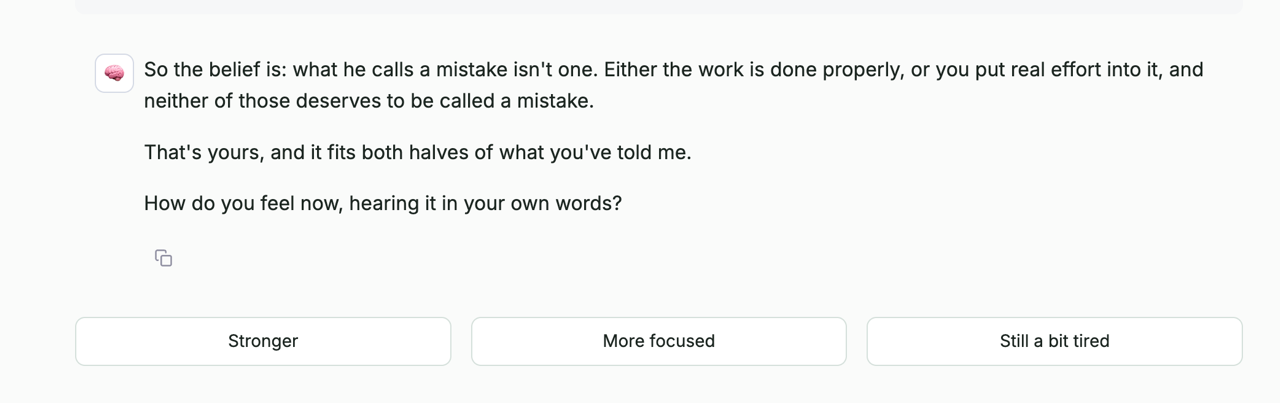 So the belief is: what he calls a mistake isn't one. Either the work is done properly, or you put real effort into it, and
neither of those deserves to be called a mistake.
That's yours, and it fits both halves of what you've told me.
How do you feel now, hearing it in your own words?
Stronger
More focused
Still a bit tired